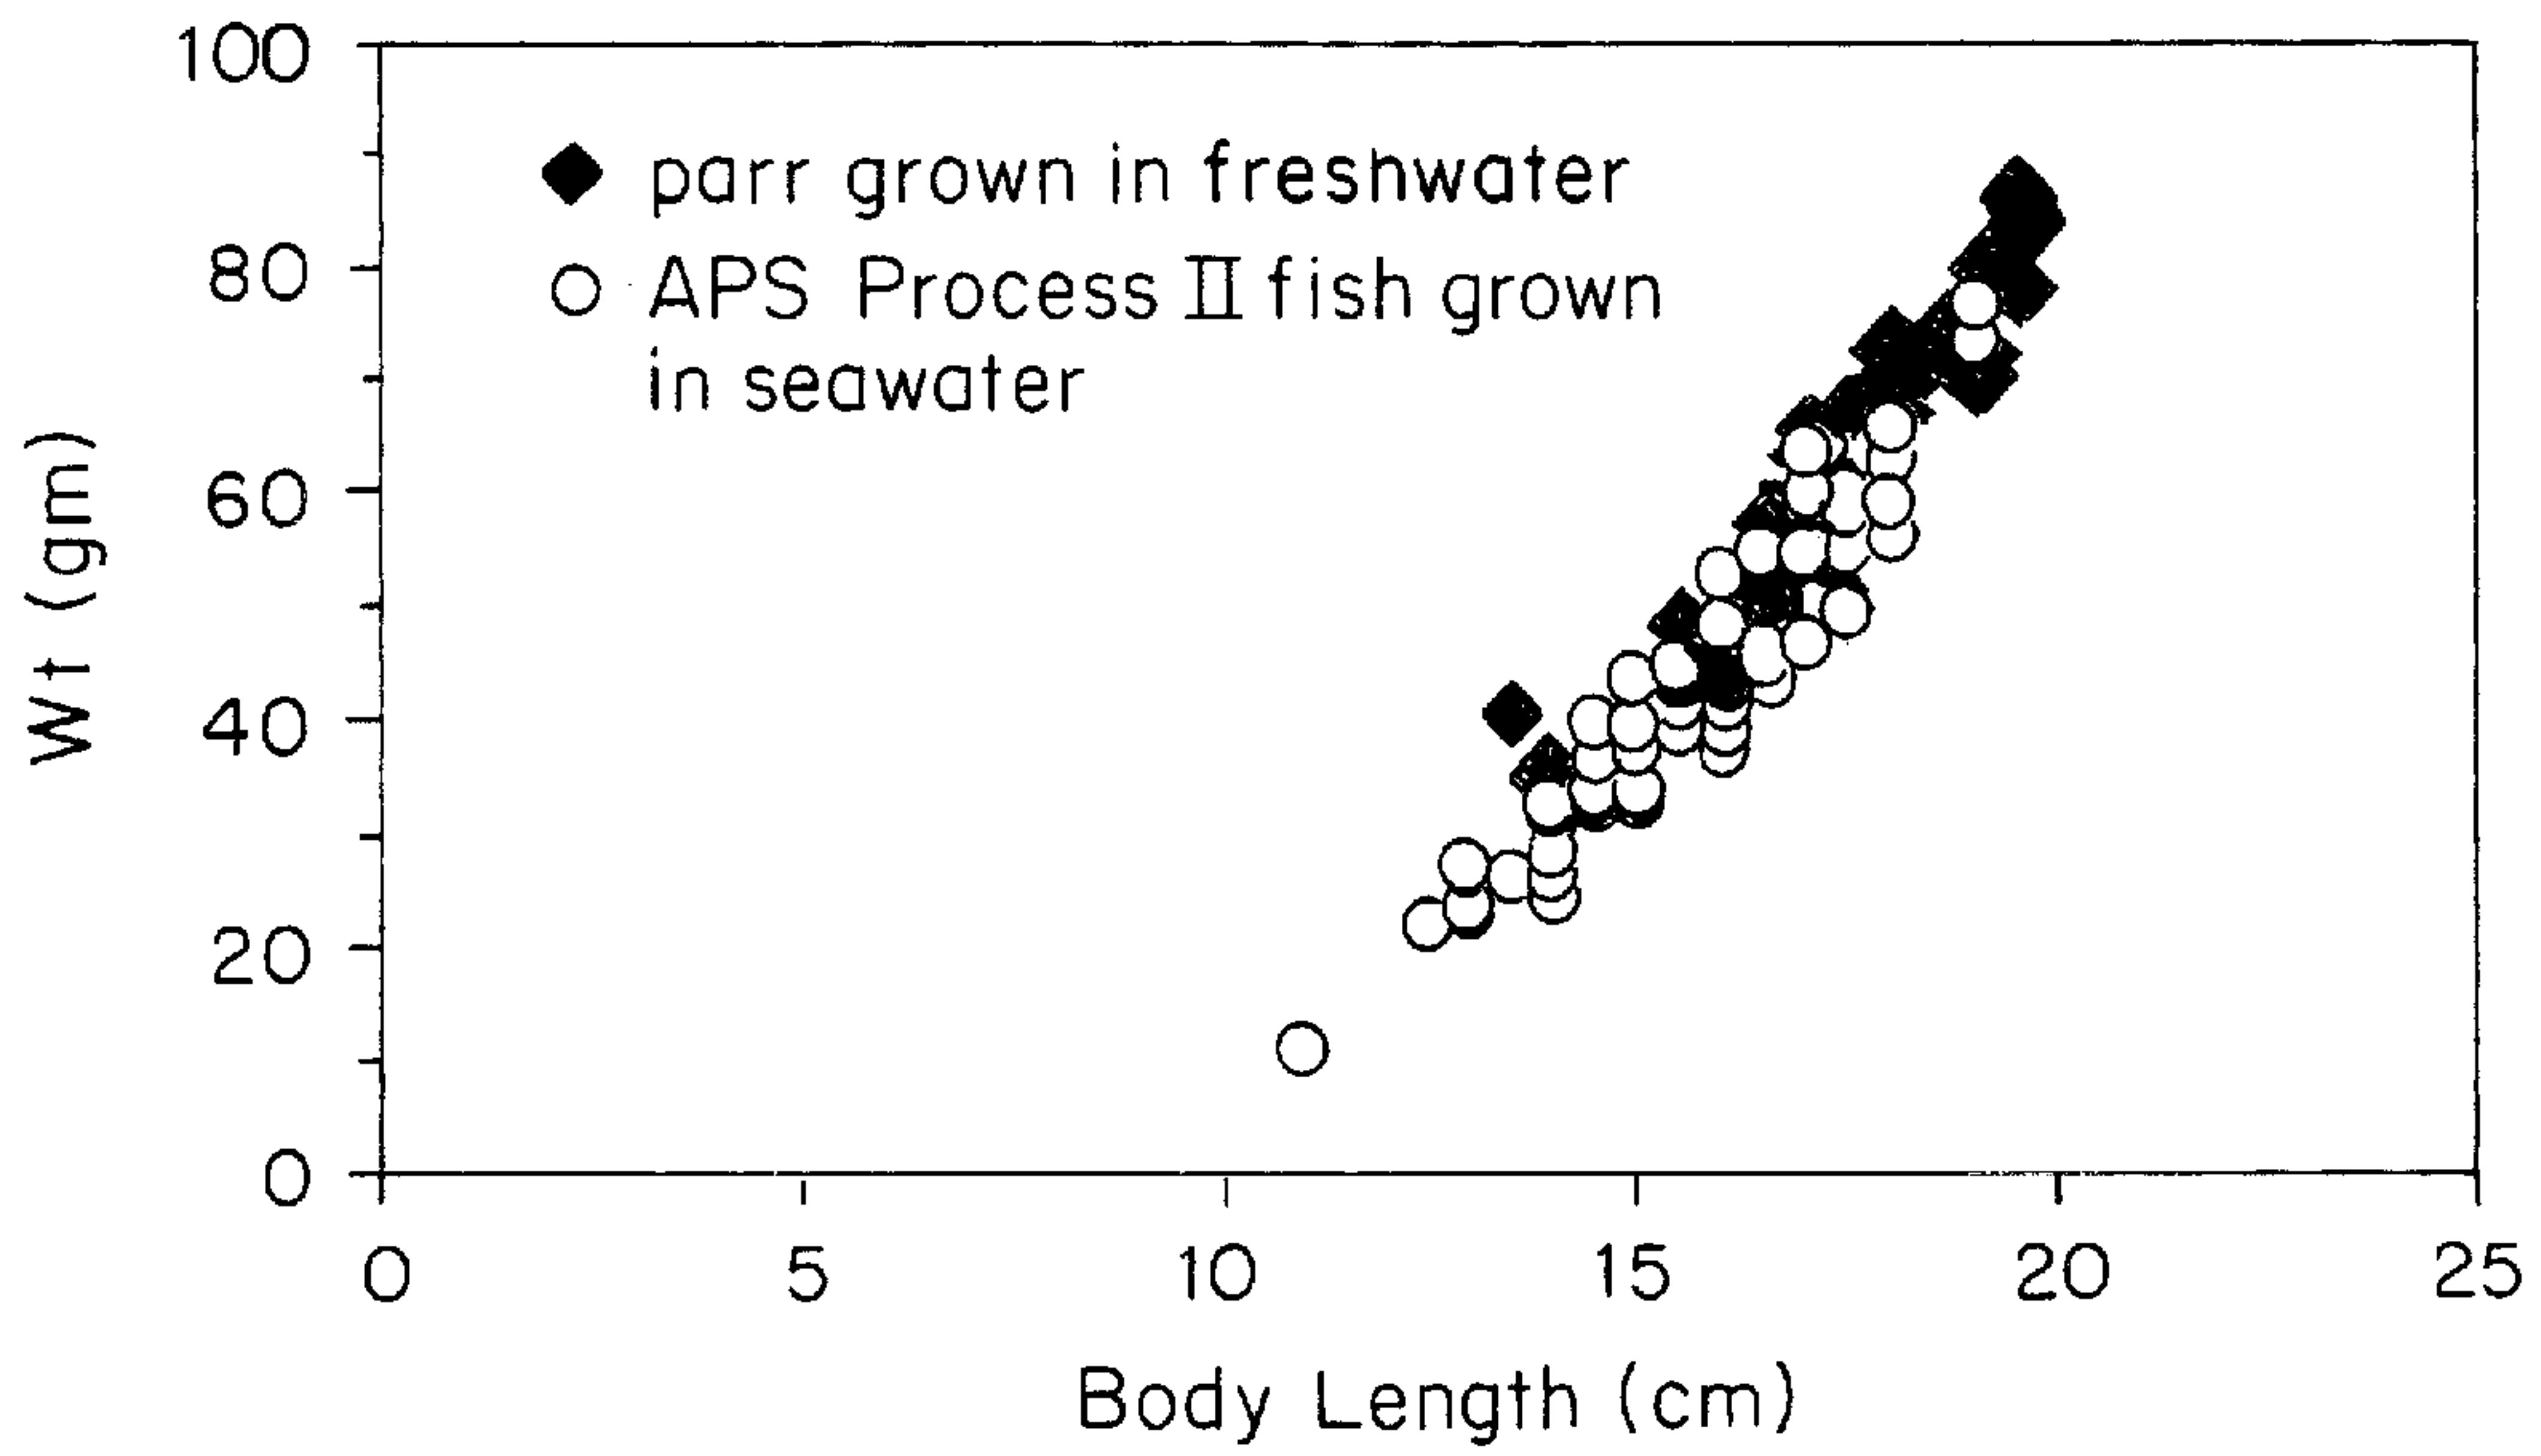 100
80
60
40
20
0
Wt (gm)
parr grown in freshwater
APS Process II fish grown
in seawater
0 5 10 15 20 25
Body Length (cm)